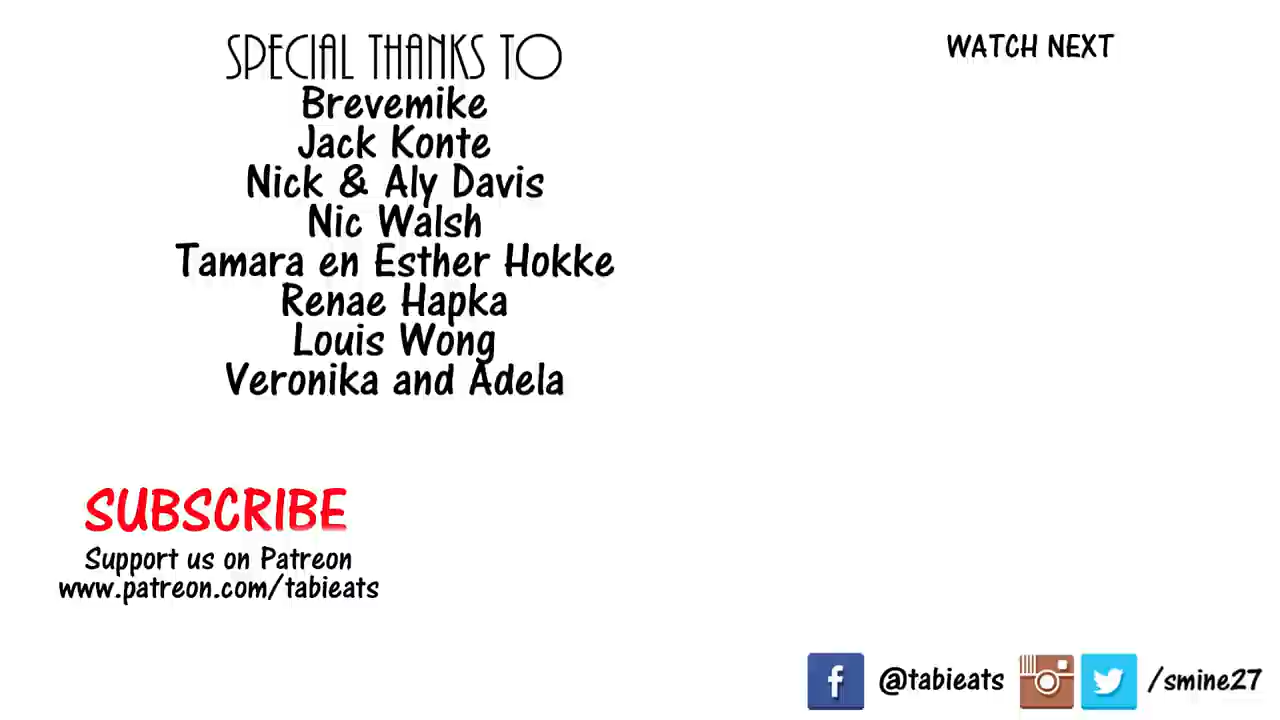 SPECIAL THANKS TO
Brevemike
Jack Konte
Nick & Aly Davis
Nic Walsh
Tamara en Esther Hokke
Renae Hapka
Louis Wong
Veronika and Adela
WATCH NEXT
SUBSCRIBE
Support us on Patreon
www.patreon.com/tabieats
f @tabieats /smine27